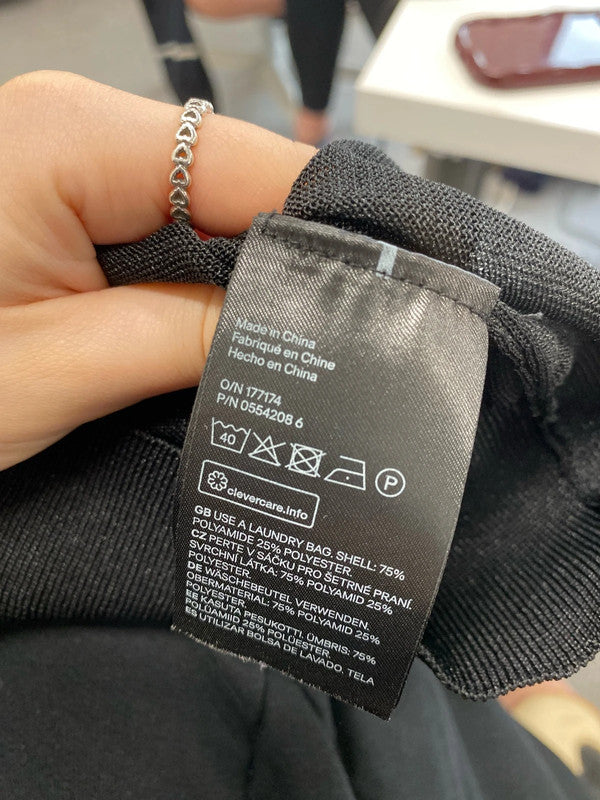 Made in China
Fabriqué en Chine
Hecho en China
O/N 177174
P/N 0554208 6
40
P
clevercare.info
GB USE A LAUNDRY BAG. SHELL: 75%
POLYAMIDE 25% POLYESTER.
CZ PERTE V SÁČKU PRO ŠETRNÉ PRANÍ.
SVRCHNÍ LÁTKA: 75% POLYAMID 25%
POLYESTER.
DE WÄSCHEBEUTEL VERWENDEN.
OBERMATERIAL: 75% POLYAMID 25%
POLYESTER.
EE KASUTA PESUKOTTI. ÜMBRIS: 75%
POLÜAMIID 25% POLÜESTER.
ES UTILIZAR BOLSA DE LAVADO. TELA